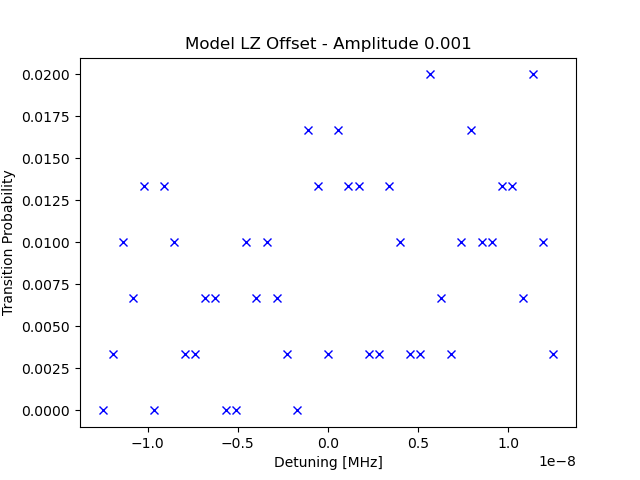 Model LZ Offset - Amplitude 0.001
Transition Probability
0.0200
0.0175
0.0150
0.0125
0.0100
0.0075
0.0050
0.0025
0.0000
−1.0 −0.5 0.0 0.5 1.0
Detuning [MHz]
1e−8